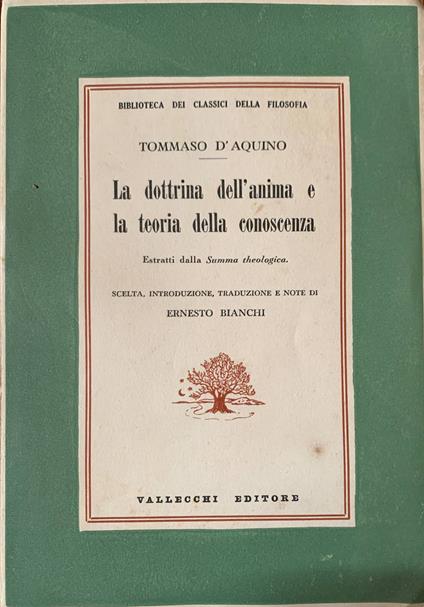 BIBLIOTECA DEI CLASSICI DELLA FILOSOFIA
TOMMASO D'AQUINO
La dottrina dell'anima e
la teoria della conoscenza
Estratti dalla Summa theologica.
SCELTA, INTRODUZIONE, TRADUZIONE E NOTE DI
ERNESTO BIANCHI
VALLECCHI EDITORE